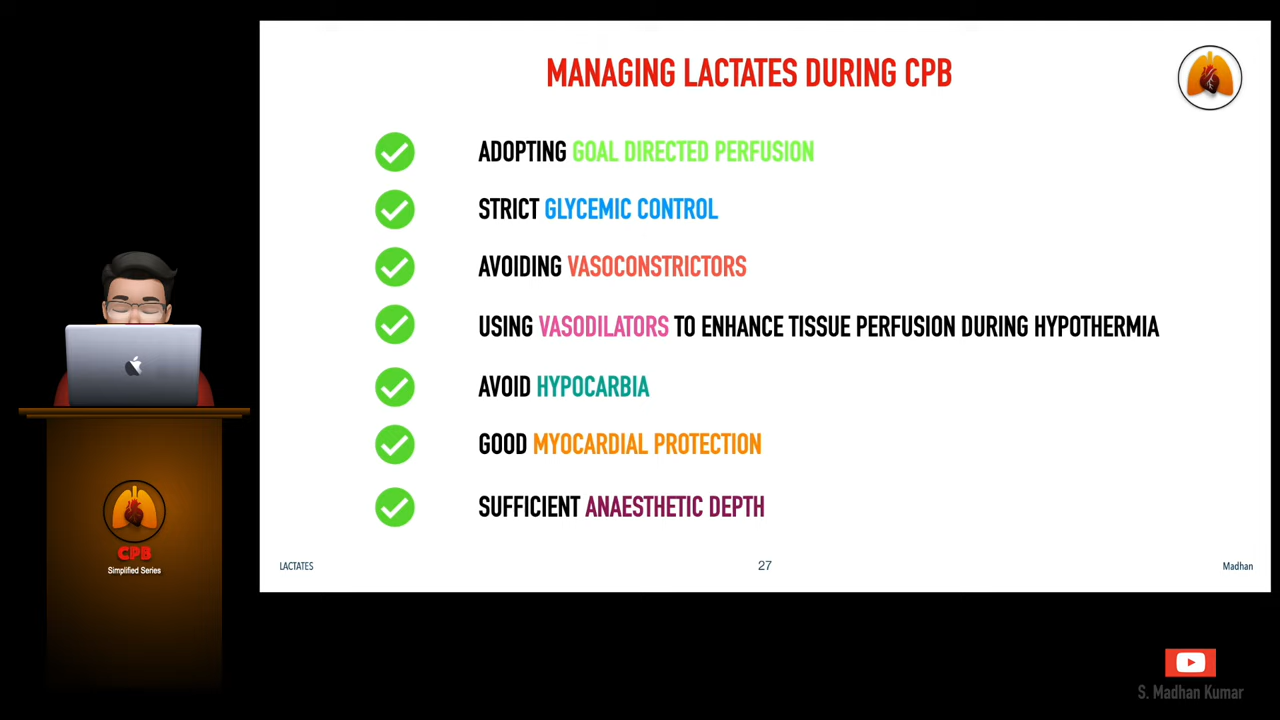 MANAGING LACTATES DURING CPB
ADOPTING GOAL DIRECTED PERFUSION
STRICT GLYCEMIC CONTROL
AVOIDING VASOCONSTRICTORS
USING VASODILATORS TO ENHANCE TISSUE PERFUSION DURING HYPOTHERMIA
AVOID HYPOCARBIA
GOOD MYOCARDIAL PROTECTION
SUFFICIENT ANAESTHETIC DEPTH
LACTATES 27 Madhan
CPB
Simplified Series
S. Madhan Kumar